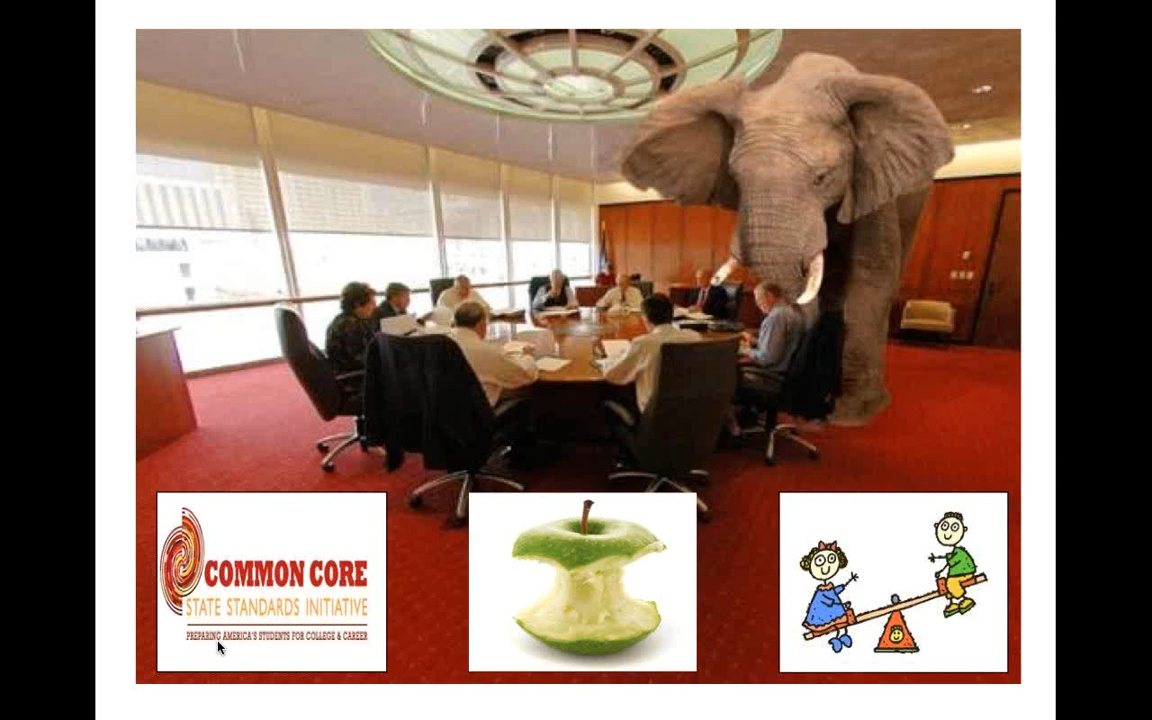 COMMON CORE
STATE STANDARDS INITIATIVE
PREPARING AMERICA'S STUDENTS FOR COLLEGE & CAREER